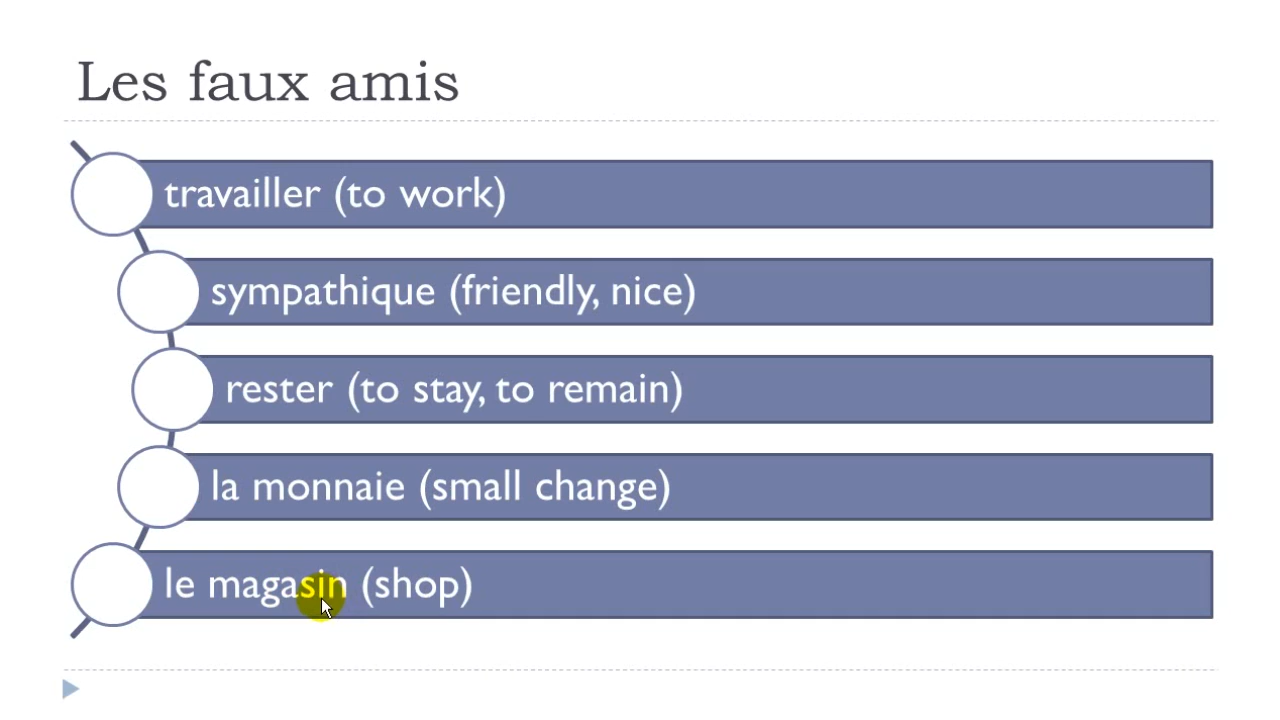 Les faux amis
travailler (to work)
sympathique (friendly, nice)
rester (to stay, to remain)
la monnaie (small change)
le magasin (shop)